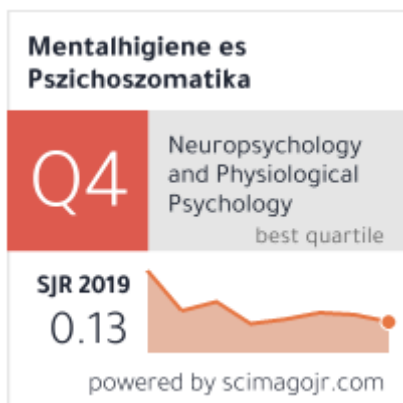 Mentalhigiene es
Pszichoszomatika
Q4
Neuropsychology
and Physiological
Psychology
best quartile
SJR 2019
0.13
powered by scimagojr.com